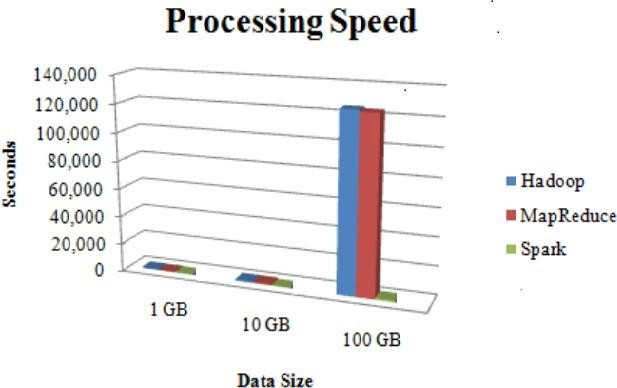 Processing Speed
140,000
120,000
100,000
80,000
60,000
40,000
20,000
0
Seconds
1 GB
10 GB
100 GB
Data Size
Hadoop
MapReduce
Spark